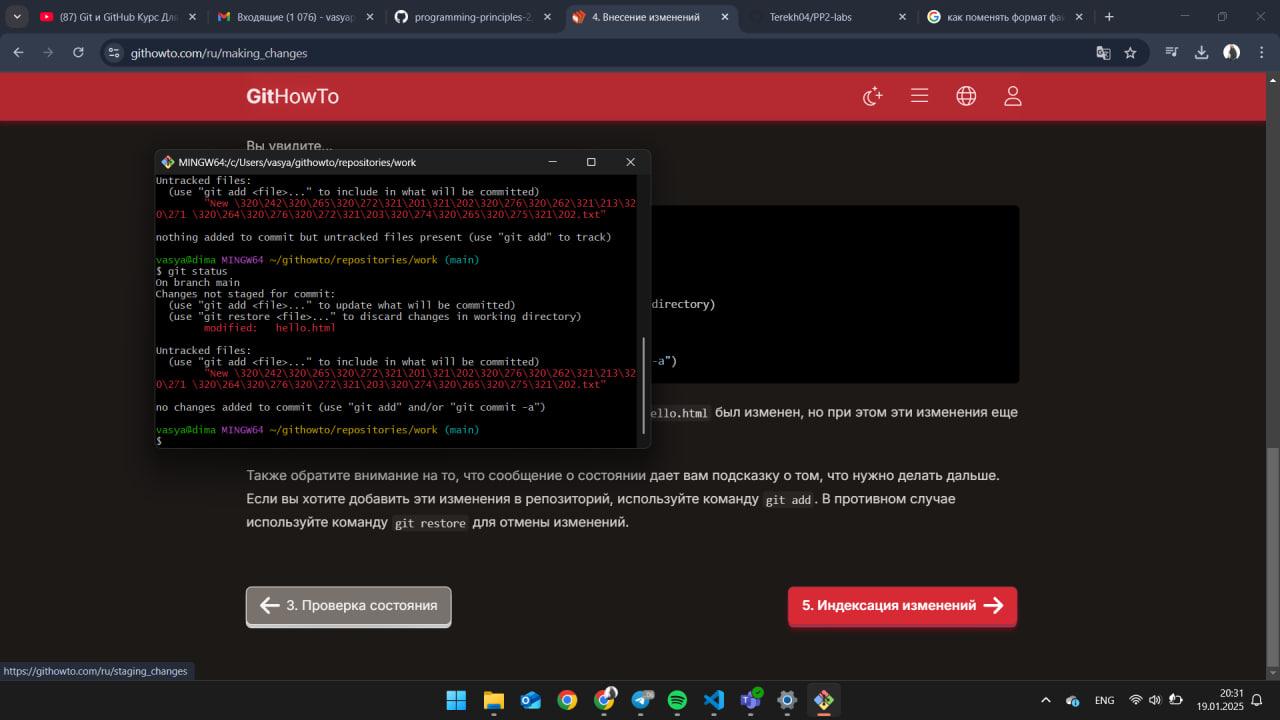 (87) Git и GitHub Курс Для
Входящие (1 076) - vasyap
programming-principles-2
4. Внесение изменений
Terekh04/PP2-labs
как поменять формат фа
githowto.com/ru/making_changes
GitHowTo
Вы увидите...
MINGW64:/c/Users/vasya/githowto/repositories/work
Untracked files:
(use "git add <file>..." to include in what will be committed)
"New \320\242\320\265\320\272\321\201\321\202\320\276\320\262\321\213\32
0\271 \320\264\320\276\320\272\321\203\320\274\320\265\320\275\321\202.txt"
nothing added to commit but untracked files present (use "git add" to track)
vasya@dima MINGW64 ~/githowto/repositories/work (main)
$ git status
On branch main
Changes not staged for commit:
(use "git add <file>..." to update what will be committed)
(use "git restore <file>..." to discard changes in working directory)
modified:   hello.html
Untracked files:
(use "git add <file>..." to include in what will be committed)
"New \320\242\320\265\320\272\321\201\321\202\320\276\320\262\321\213\32
0\271 \320\264\320\276\320\272\321\203\320\274\320\265\320\275\321\202.txt"
no changes added to commit (use "git add" and/or "git commit -a")
vasya@dima MINGW64 ~/githowto/repositories/work (main)
$
directory)
-a")
ello.html был изменен, но при этом эти изменения еще
Также обратите внимание на то, что сообщение о состоянии дает вам подсказку о том, что нужно делать дальше.
Если вы хотите добавить эти изменения в репозиторий, используйте команду git add. В противном случае
используйте команду git restore для отмены изменений.
3. Проверка состояния
5. Индексация изменений
https://githowto.com/ru/staging_changes
ENG
20:31
19.01.2025